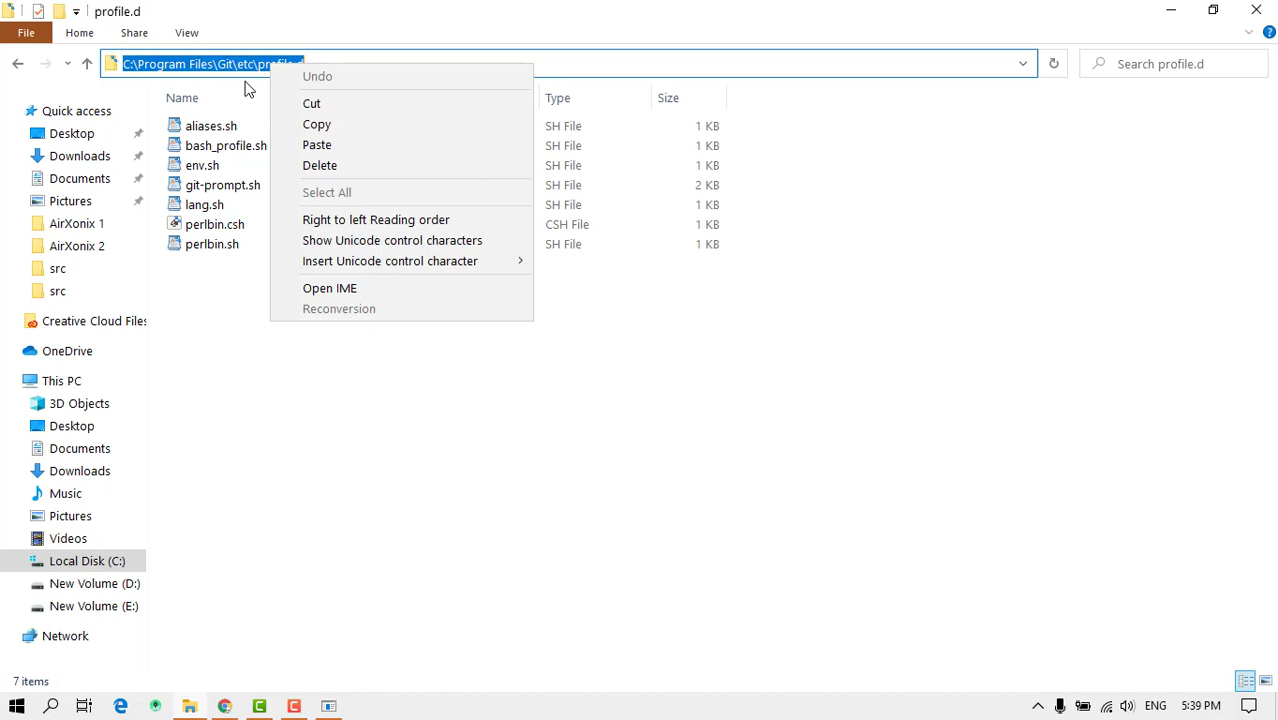 profile.d
File Home Share View
C:\Program Files\Git\etc\profile.d
Search profile.d
Name Type Size
Quick access
Desktop
Downloads
Documents
Pictures
AirXonix 1
AirXonix 2
src
src
Creative Cloud Files
OneDrive
This PC
3D Objects
Desktop
Documents
Downloads
Music
Pictures
Videos
Local Disk (C:)
New Volume (D:)
New Volume (E:)
Network
aliases.sh SH File 1 KB
bash_profile.sh SH File 1 KB
env.sh SH File 1 KB
git-prompt.sh SH File 2 KB
lang.sh SH File 1 KB
perlbin.csh CSH File 1 KB
perlbin.sh SH File 1 KB
Undo
Cut
Copy
Paste
Delete
Select All
Right to left Reading order
Show Unicode control characters
Insert Unicode control character
Open IME
Reconversion
7 items
ENG 5:39 PM